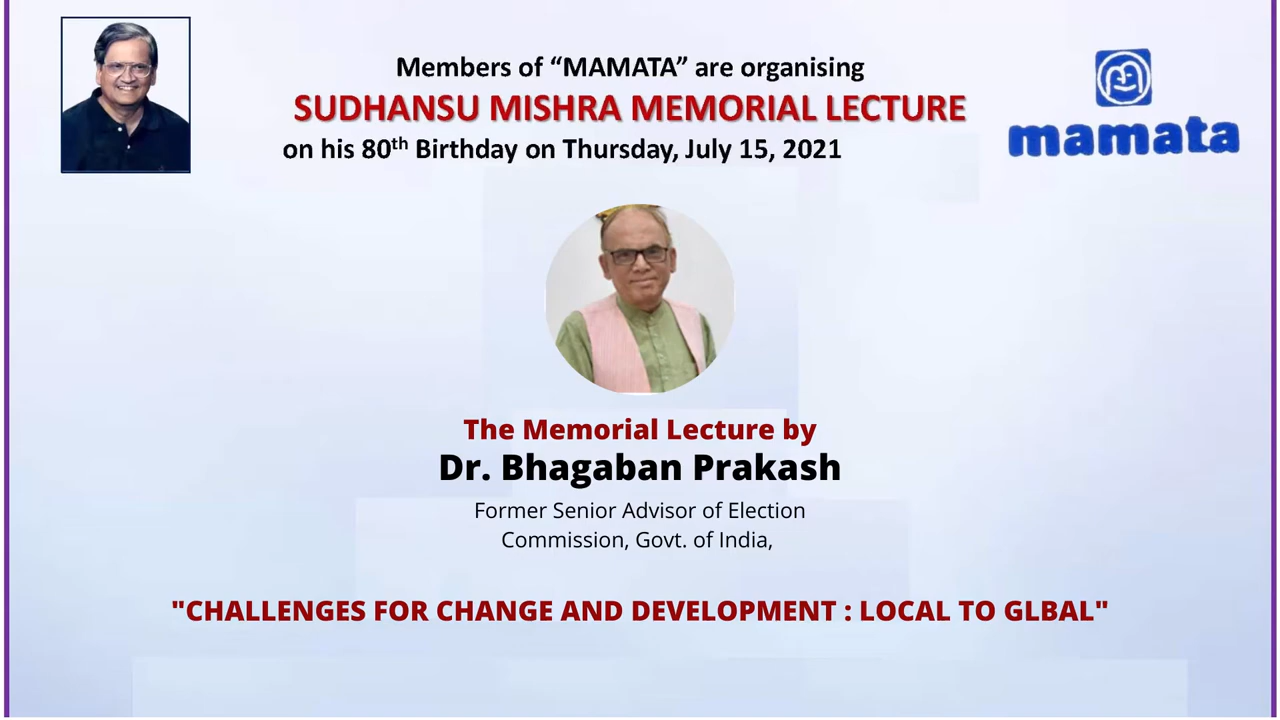 Members of “MAMATA” are organising
SUDHANSU MISHRA MEMORIAL LECTURE
on his 80th Birthday on Thursday, July 15, 2021
mamata
The Memorial Lecture by
Dr. Bhagaban Prakash
Former Senior Advisor of Election
Commission, Govt. of India,
"CHALLENGES FOR CHANGE AND DEVELOPMENT : LOCAL TO GLBAL"